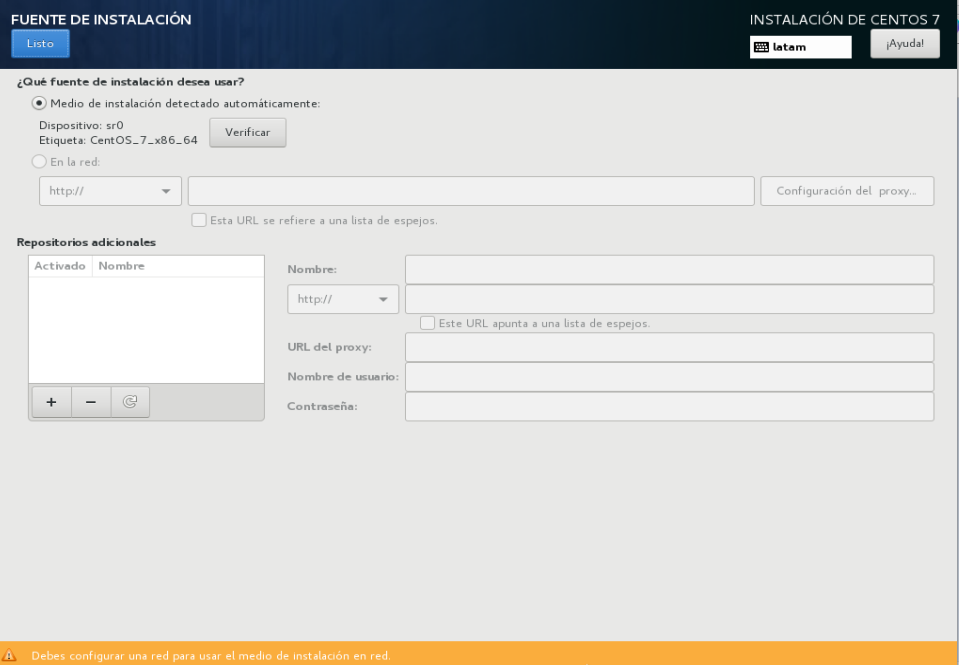 FUENTE DE INSTALACIÓN
INSTALACIÓN DE CENTOS 7
Listo
latam
¡Ayuda!
¿Qué fuente de instalación desea usar?
Medio de instalación detectado automáticamente:
Dispositivo: sr0
Etiqueta: CentOS_7_x86_64
Verificar
En la red:
http://
Configuración del proxy...
Esta URL se refiere a una lista de espejos.
Repositorios adicionales
Activado Nombre
Nombre:
http://
Este URL apunta a una lista de espejos.
URL del proxy:
Nombre de usuario:
Contraseña:
Debes configurar una red para usar el medio de instalación en red.